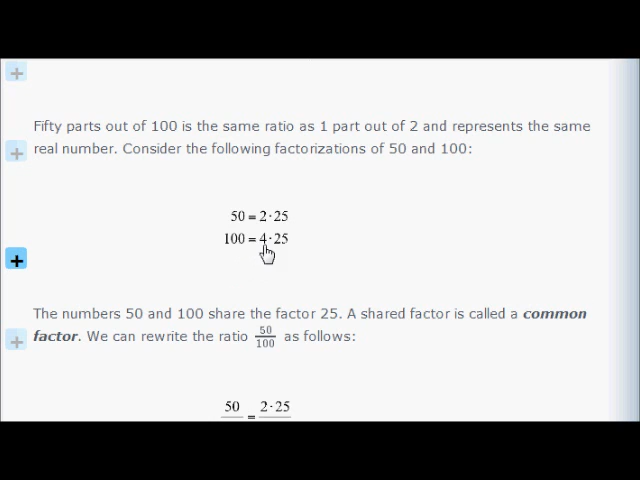 Fifty parts out of 100 is the same ratio as 1 part out of 2 and represents the same
real number. Consider the following factorizations of 50 and 100:
50 = 2·25
100 = 4·25
The numbers 50 and 100 share the factor 25. A shared factor is called a common
factor. We can rewrite the ratio 50/100 as follows:
50 = 2·25